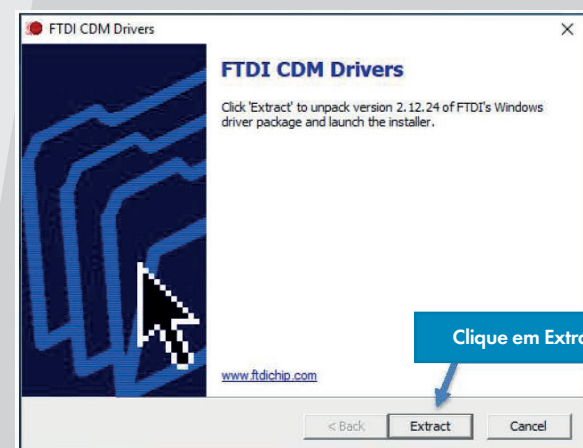 FTDI CDM Drivers
FTDI CDM Drivers
Click 'Extract' to unpack version 2.12.24 of FTDI's Windows
driver package and launch the installer.
Clique em
www.ftdichip.com
< Back Extract Cancel